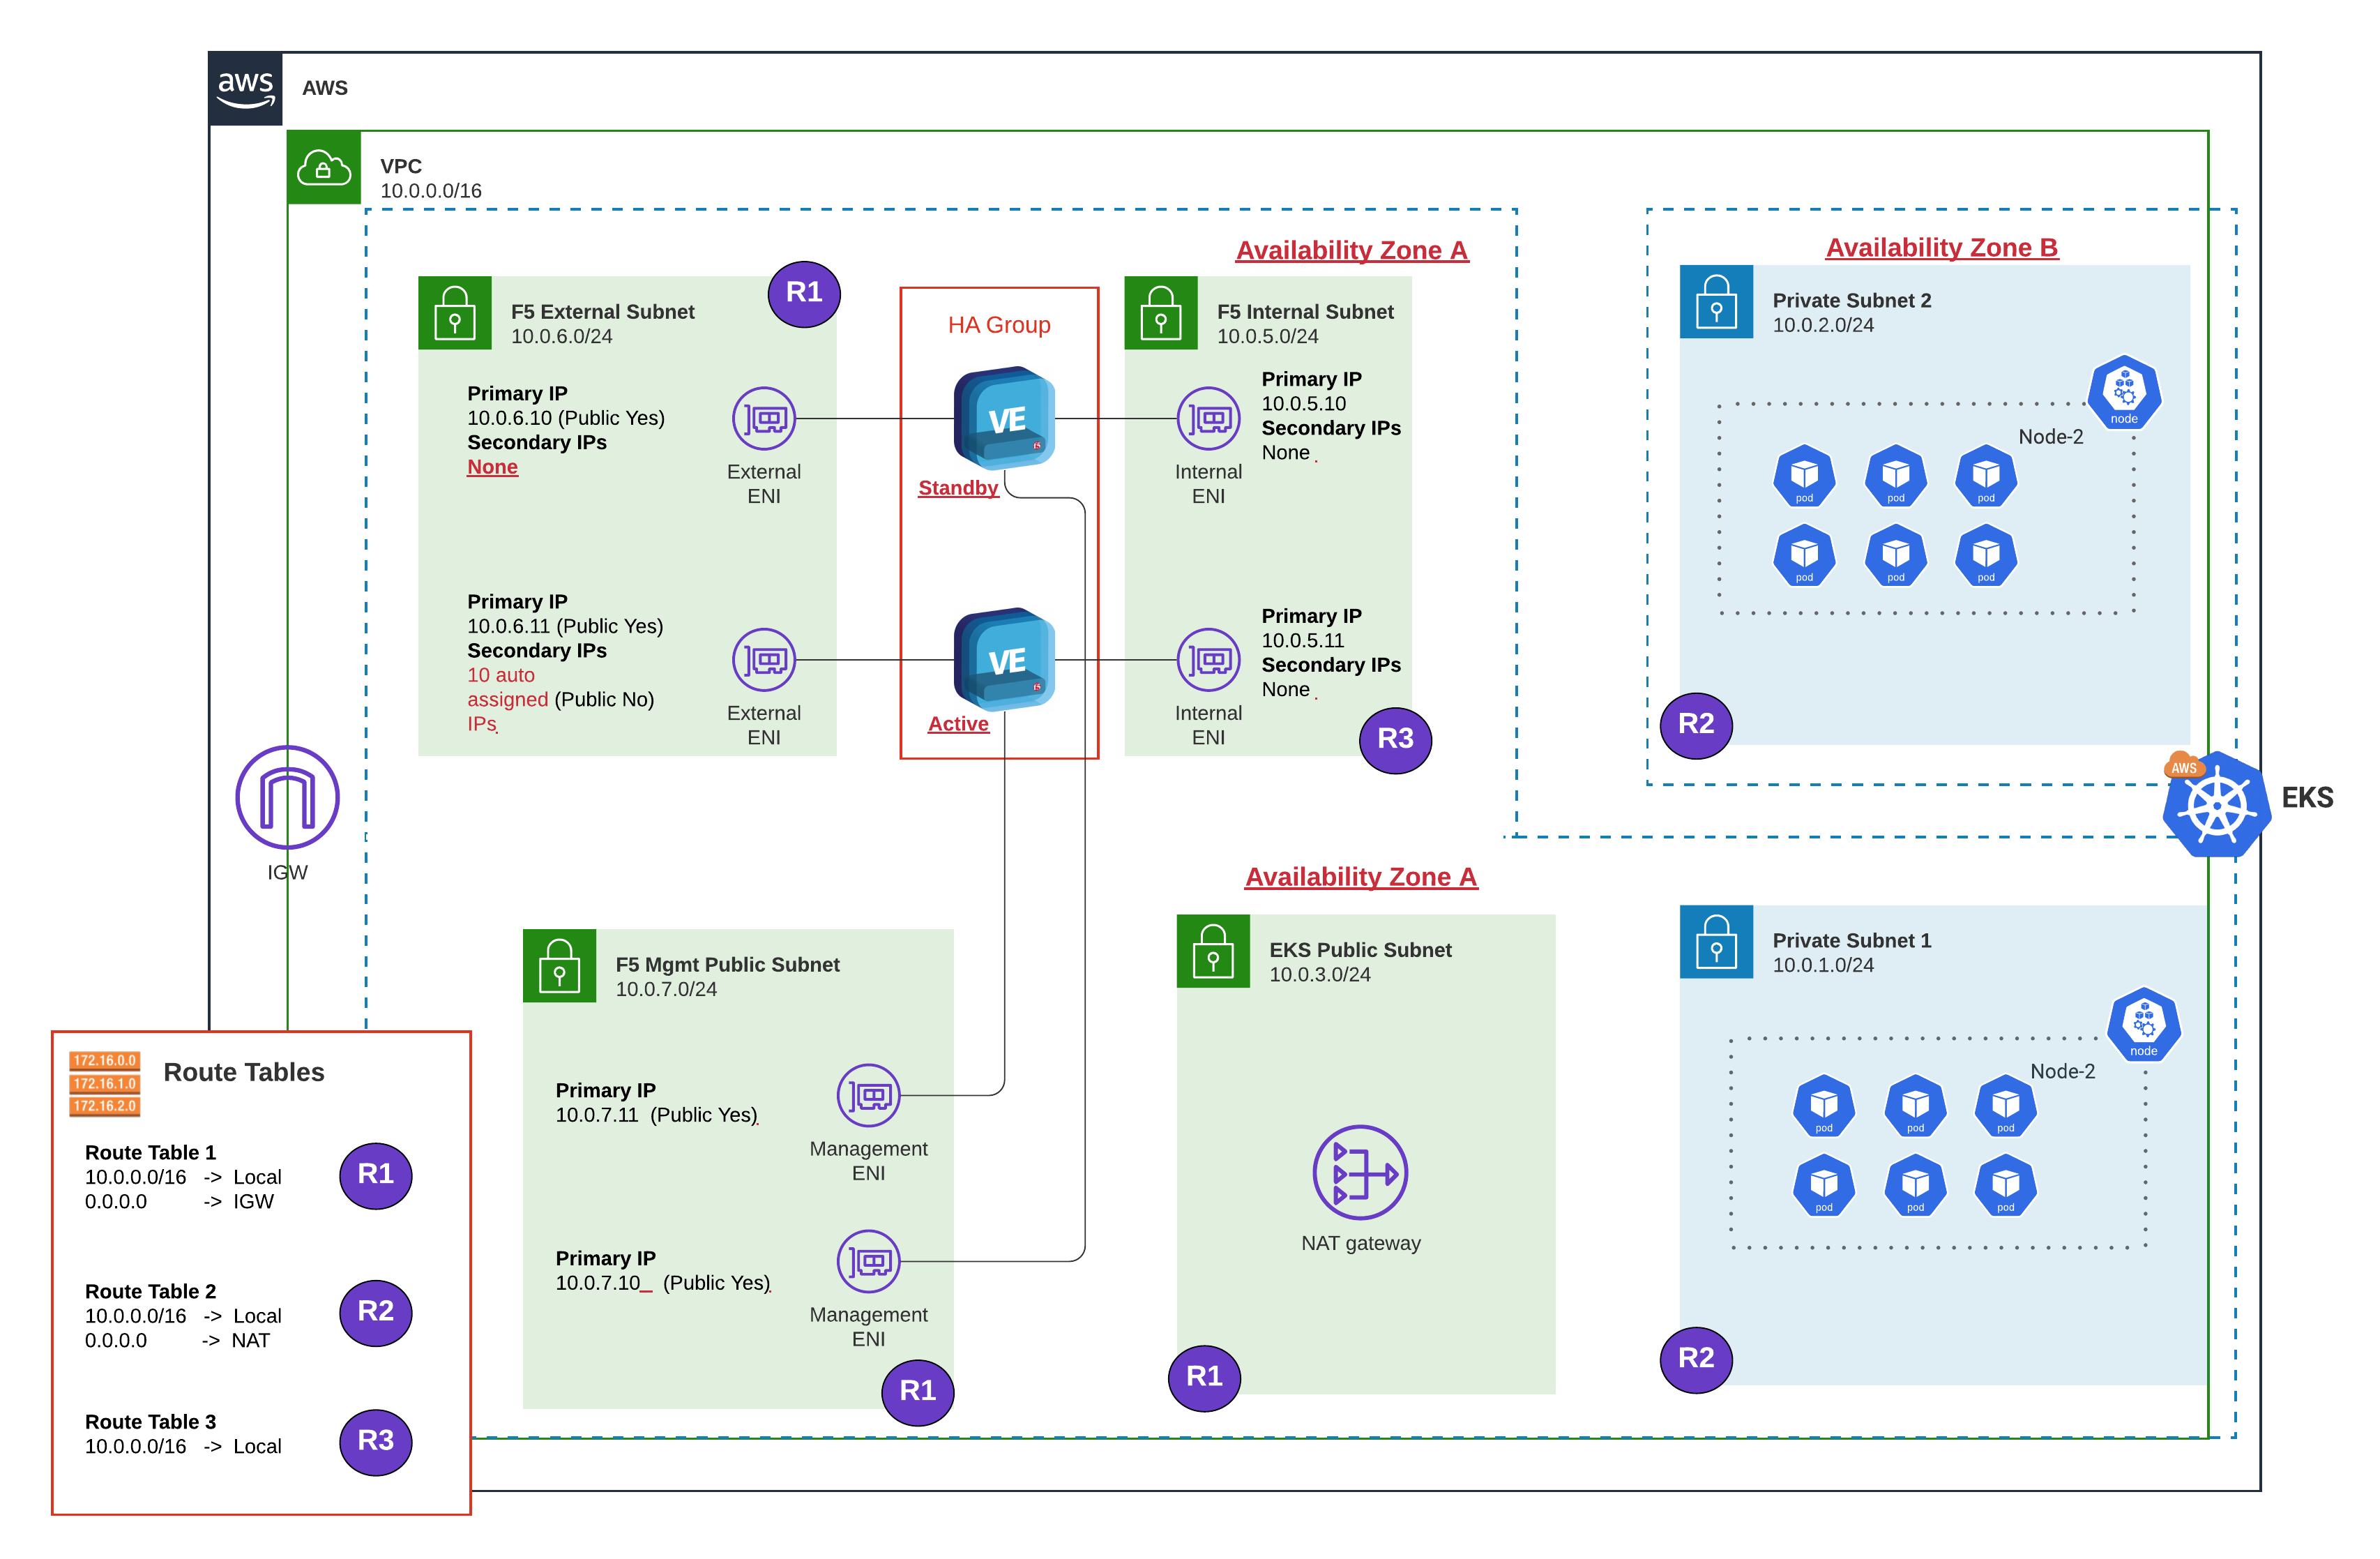 aws
AWS
VPC
10.0.0.0/16
Availability Zone A
R1
F5 External Subnet
10.0.6.0/24
Primary IP
10.0.6.10 (Public Yes)
Secondary IPs
None
External
ENI
Primary IP
10.0.6.11 (Public Yes)
Secondary IPs
10 auto
assigned (Public No)
IPs
External
ENI
HA Group
VE
F5
Standby
VE
F5
Active
F5 Internal Subnet
10.0.5.0/24
Primary IP
10.0.5.10
Secondary IPs
None .
Internal
ENI
Primary IP
10.0.5.11
Secondary IPs
None .
Internal
ENI
R3
Availability Zone B
Private Subnet 2
10.0.2.0/24
node
Node-2
pod
pod
pod
pod
pod
pod
R2
AWS
EKS
IGW
Availability Zone A
F5 Mgmt Public Subnet
10.0.7.0/24
Primary IP
10.0.7.11 (Public Yes)
Management
ENI
Primary IP
10.0.7.10_ (Public Yes)
Management
ENI
R1
EKS Public Subnet
10.0.3.0/24
NAT gateway
R1
Private Subnet 1
10.0.1.0/24
node
Node-2
pod
pod
pod
pod
pod
pod
R2
172.16.0.0
172.16.1.0
172.16.2.0
Route Tables
Route Table 1
10.0.0.0/16 -> Local
0.0.0.0 -> IGW
R1
Route Table 2
10.0.0.0/16 -> Local
0.0.0.0 -> NAT
R2
Route Table 3
10.0.0.0/16 -> Local
R3